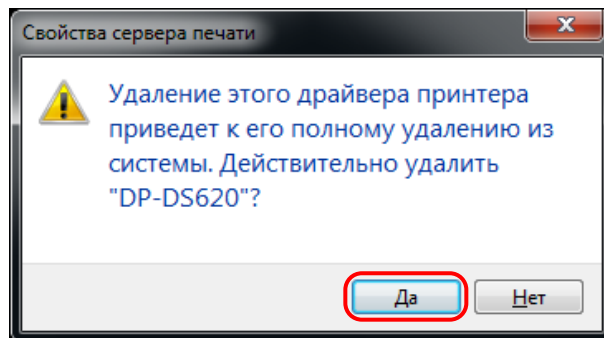 Свойства сервера печати
Удаление этого драйвера принтера
приведет к его полному удалению из
системы. Действительно удалить
"DP-DS620"?
Да
Нет